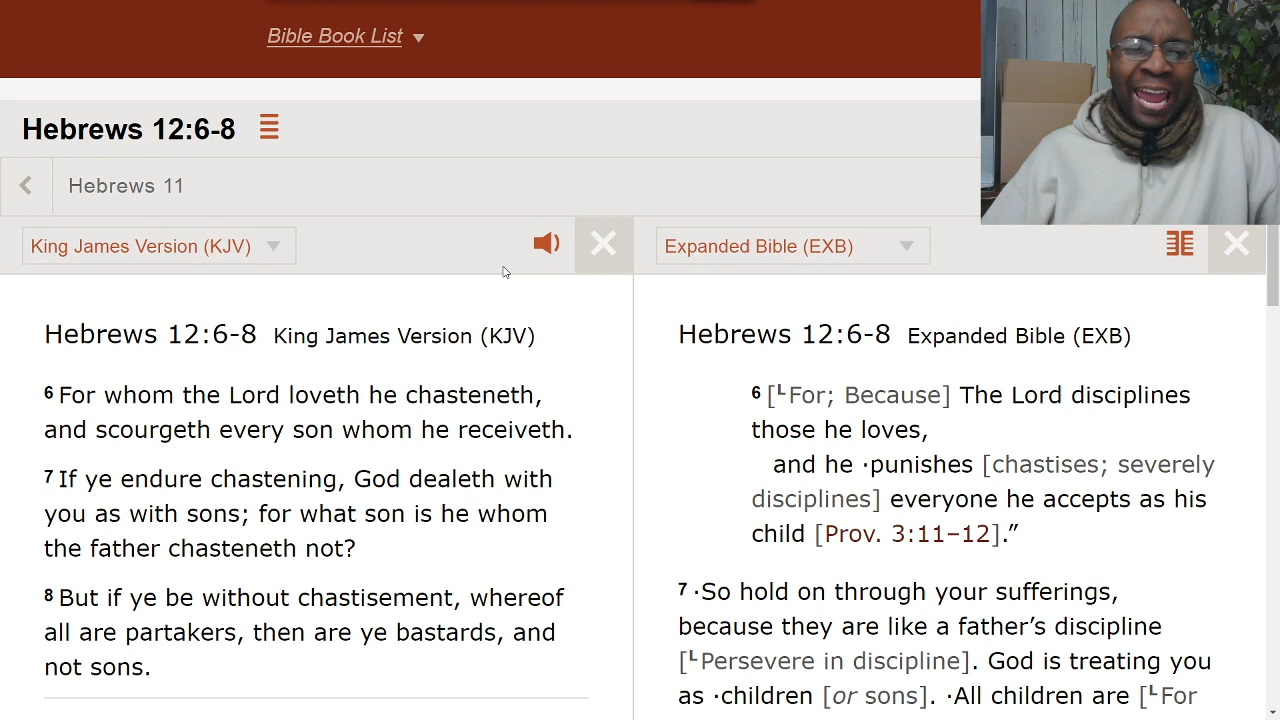 Bible Book List
Hebrews 12:6-8
Hebrews 11
King James Version (KJV)
Hebrews 12:6-8 King James Version (KJV)
6 For whom the Lord loveth he chasteneth,
and scourgeth every son whom he receiveth.
7 If ye endure chastening, God dealeth with
you as with sons; for what son is he whom
the father chasteneth not?
8 But if ye be without chastisement, whereof
all are partakers, then are ye bastards, and
not sons.
Expanded Bible (EXB)
Hebrews 12:6-8 Expanded Bible (EXB)
6 [LFor; Because] The Lord disciplines
those he loves,
and he ·punishes [chastises; severely
disciplines] everyone he accepts as his
child [Prov. 3:11–12].”
7 ·So hold on through your sufferings,
because they are like a father’s discipline
[LPersevere in discipline]. God is treating you
as ·children [or sons]. ·All children are [LFor